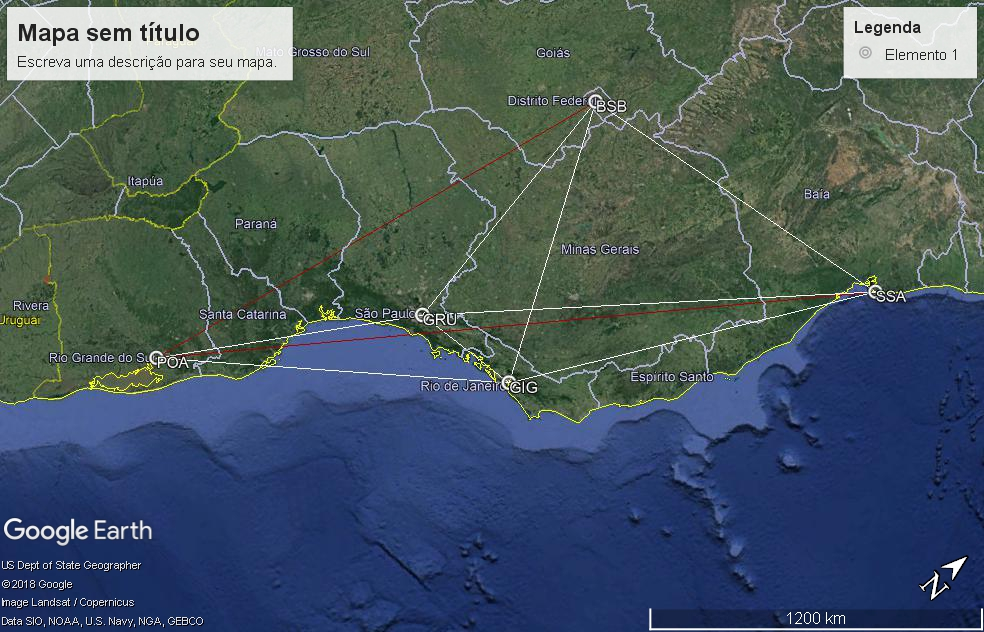 Mapa sem título
Escreva uma descrição para seu mapa.
Legenda
Elemento 1
Paraguai
Mato Grosso do Sul
Goiás
Distrito Feder
BSB
Itapúa
Paraná
Baía
Minas Gerais
Rivera
Uruguai
Santa Catarina
São Paulo
GRU
SSA
Rio Grande do Su
POA
Rio de Janeiro
GIG
Espírito Santo
Google Earth
US Dept of State Geographer
©2018 Google
Image Landsat / Copernicus
Data SIO, NOAA, U.S. Navy, NGA, GEBCO
N
1200 km